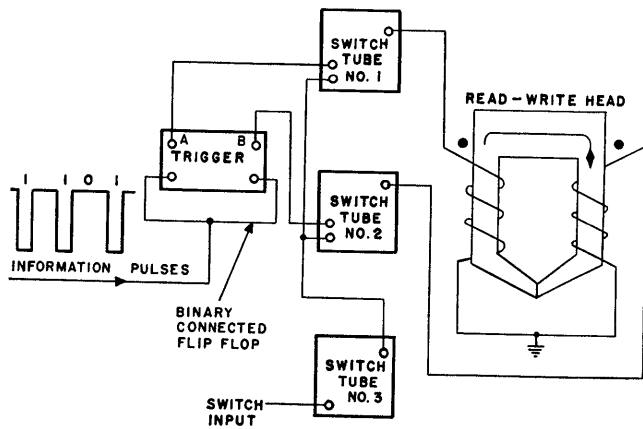 SWITCH
TUBE
NO. 1
READ-WRITE HEAD
A B
TRIGGER
1 1 0 1
SWITCH
TUBE
NO.2
INFORMATION PULSES
BINARY
CONNECTED
FLIP FLOP
SWITCH
TUBE
NO.3
SWITCH
INPUT